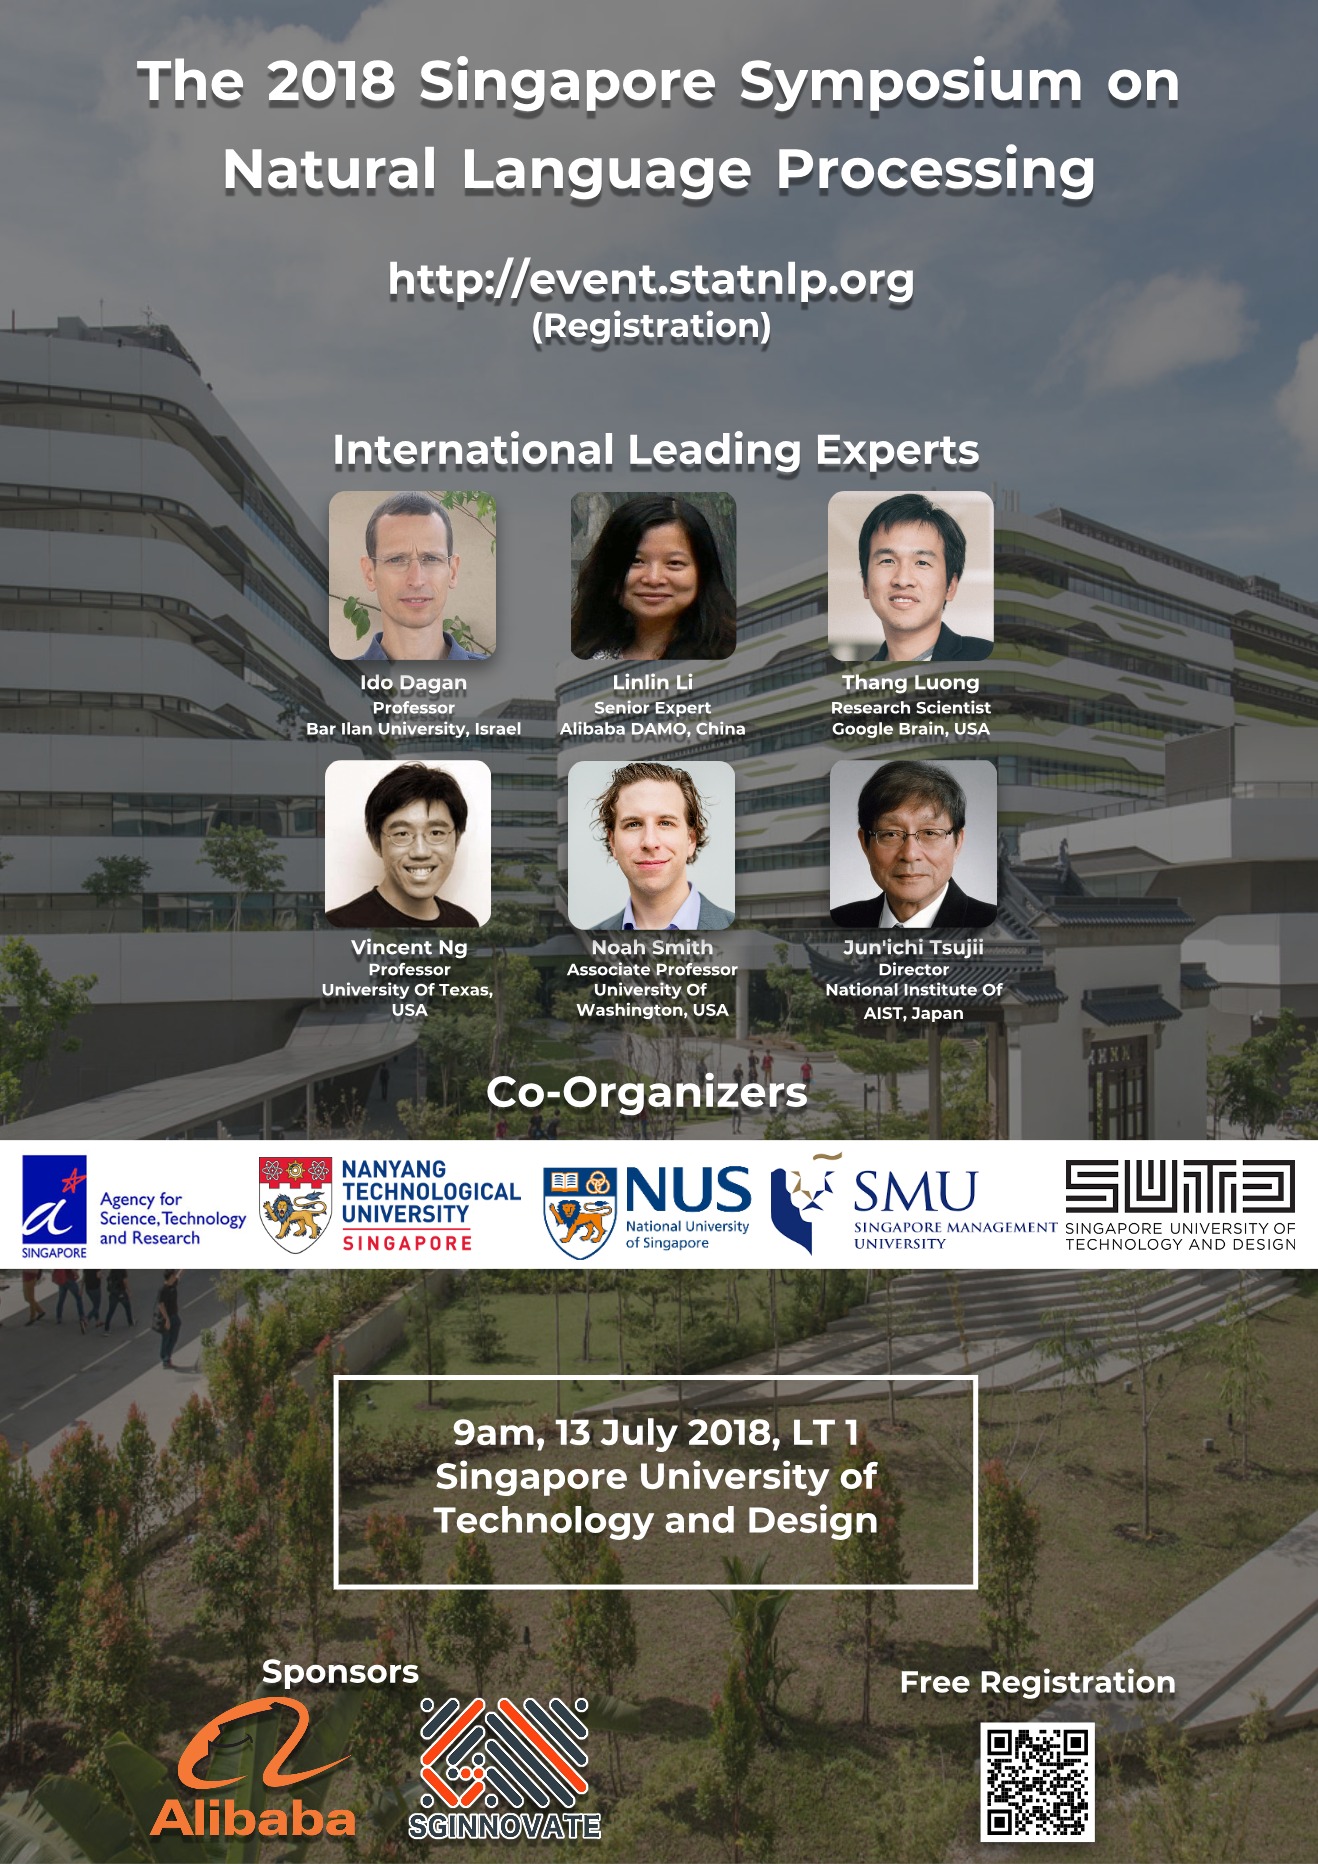 The 2018 Singapore Symposium on
Natural Language Processing
http://event.statnlp.org
(Registration)
International Leading Experts
Ido Dagan
Professor
Bar Ilan University, Israel
Linlin Li
Senior Expert
Alibaba DAMO, China
Thang Luong
Research Scientist
Google Brain, USA
Vincent Ng
Professor
University Of Texas,
USA
Noah Smith
Associate Professor
University Of
Washington, USA
Jun'ichi Tsujii
Director
National Institute Of
AIST, Japan
Co-Organizers
SINGAPORE
Agency for
Science, Technology
and Research
NANYANG
TECHNOLOGICAL
UNIVERSITY
SINGAPORE
NUS
National University
of Singapore
SMU
SINGAPORE MANAGEMENT
UNIVERSITY
SUTD
SINGAPORE UNIVERSITY OF
TECHNOLOGY AND DESIGN
9am, 13 July 2018, LT 1
Singapore University of
Technology and Design
Sponsors
Alibaba
SGINNOVATE
Free Registration